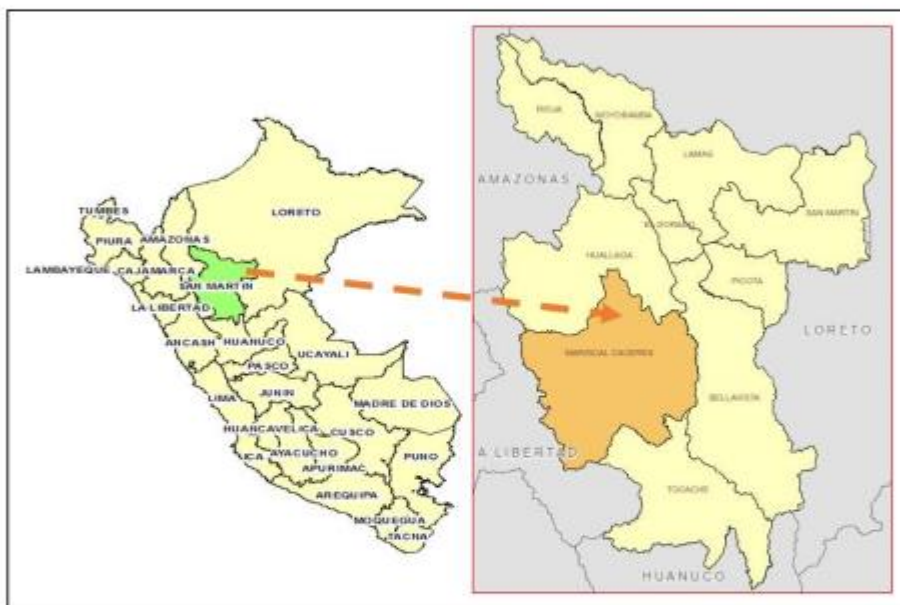 TUMBES
PIURA
AMAZONAS
LORETO
LAMBAYEQUE
CAJAMARCA
SAN MARTIN
LA LIBERTAD
ANCASH
HUANUCO
UCAYALI
PASCO
LIMA
JUNIN
MADRE DE DIOS
HUANCAVELICA
CUSCO
ICA
AYACUCHO
APURIMAC
PUNO
AREQUIPA
MOQUEGUA
TACNA
RIOJA
MOYOBAMBA
LAMAS
AMAZONAS
SAN MARTIN
EL DORADO
HUALLAGA
PICOTA
LORETO
MARISCAL CACERES
BELLAVISTA
A LIBERTAD
TOCACHE
HUANUCO